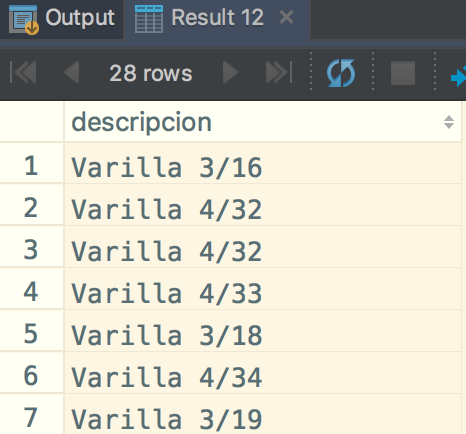 Output Result 12
28 rows
descripcion
1 Varilla 3/16
2 Varilla 4/32
3 Varilla 4/32
4 Varilla 4/33
5 Varilla 3/18
6 Varilla 4/34
7 Varilla 3/19